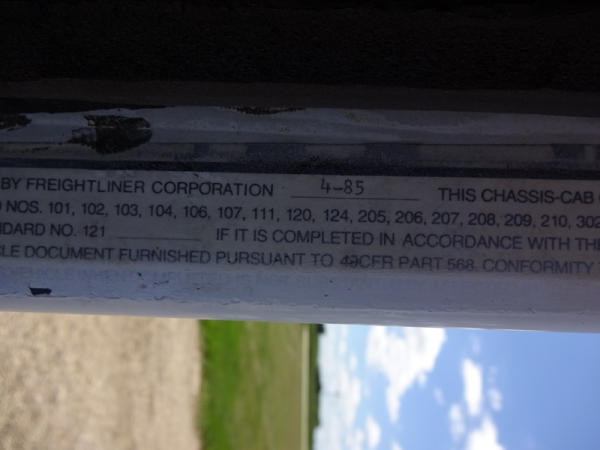 BY FREIGHTLINER CORPORATION 4-85 THIS CHASSIS-CAB
NOS. 101, 102, 103, 104, 106, 107, 111, 120, 124, 205, 206, 207, 208, 209, 210, 302
NDARD NO. 121 IF IT IS COMPLETED IN ACCORDANCE WITH THE
CLE DOCUMENT FURNISHED PURSUANT TO 49CFR PART 568. CONFORMITY